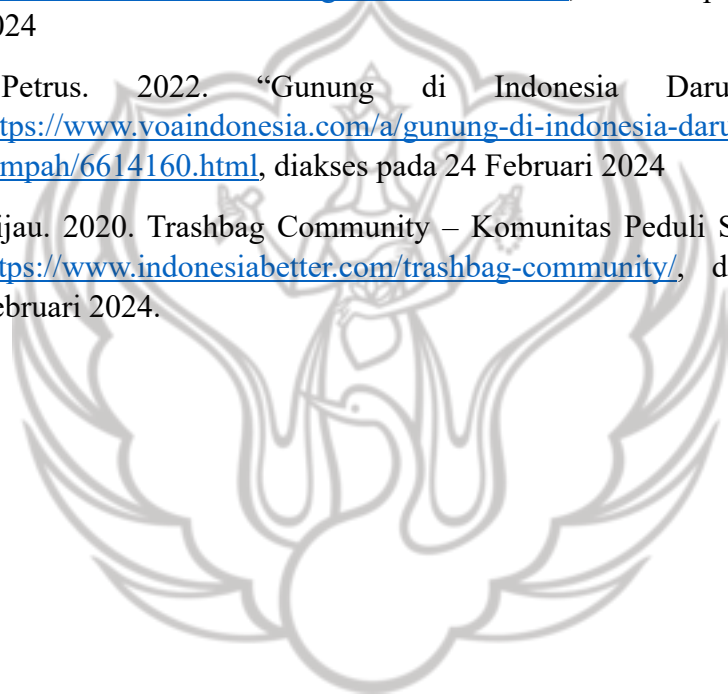 024
Petrus. 2022. “Gunung di Indonesia Daru
tps://www.voaindonesia.com/a/gunung-di-indonesia-daru
mpah/6614160.html, diakses pada 24 Februari 2024
ijau. 2020. Trashbag Community – Komunitas Peduli S
tps://www.indonesiabetter.com/trashbag-community/, d
ebruari 2024.